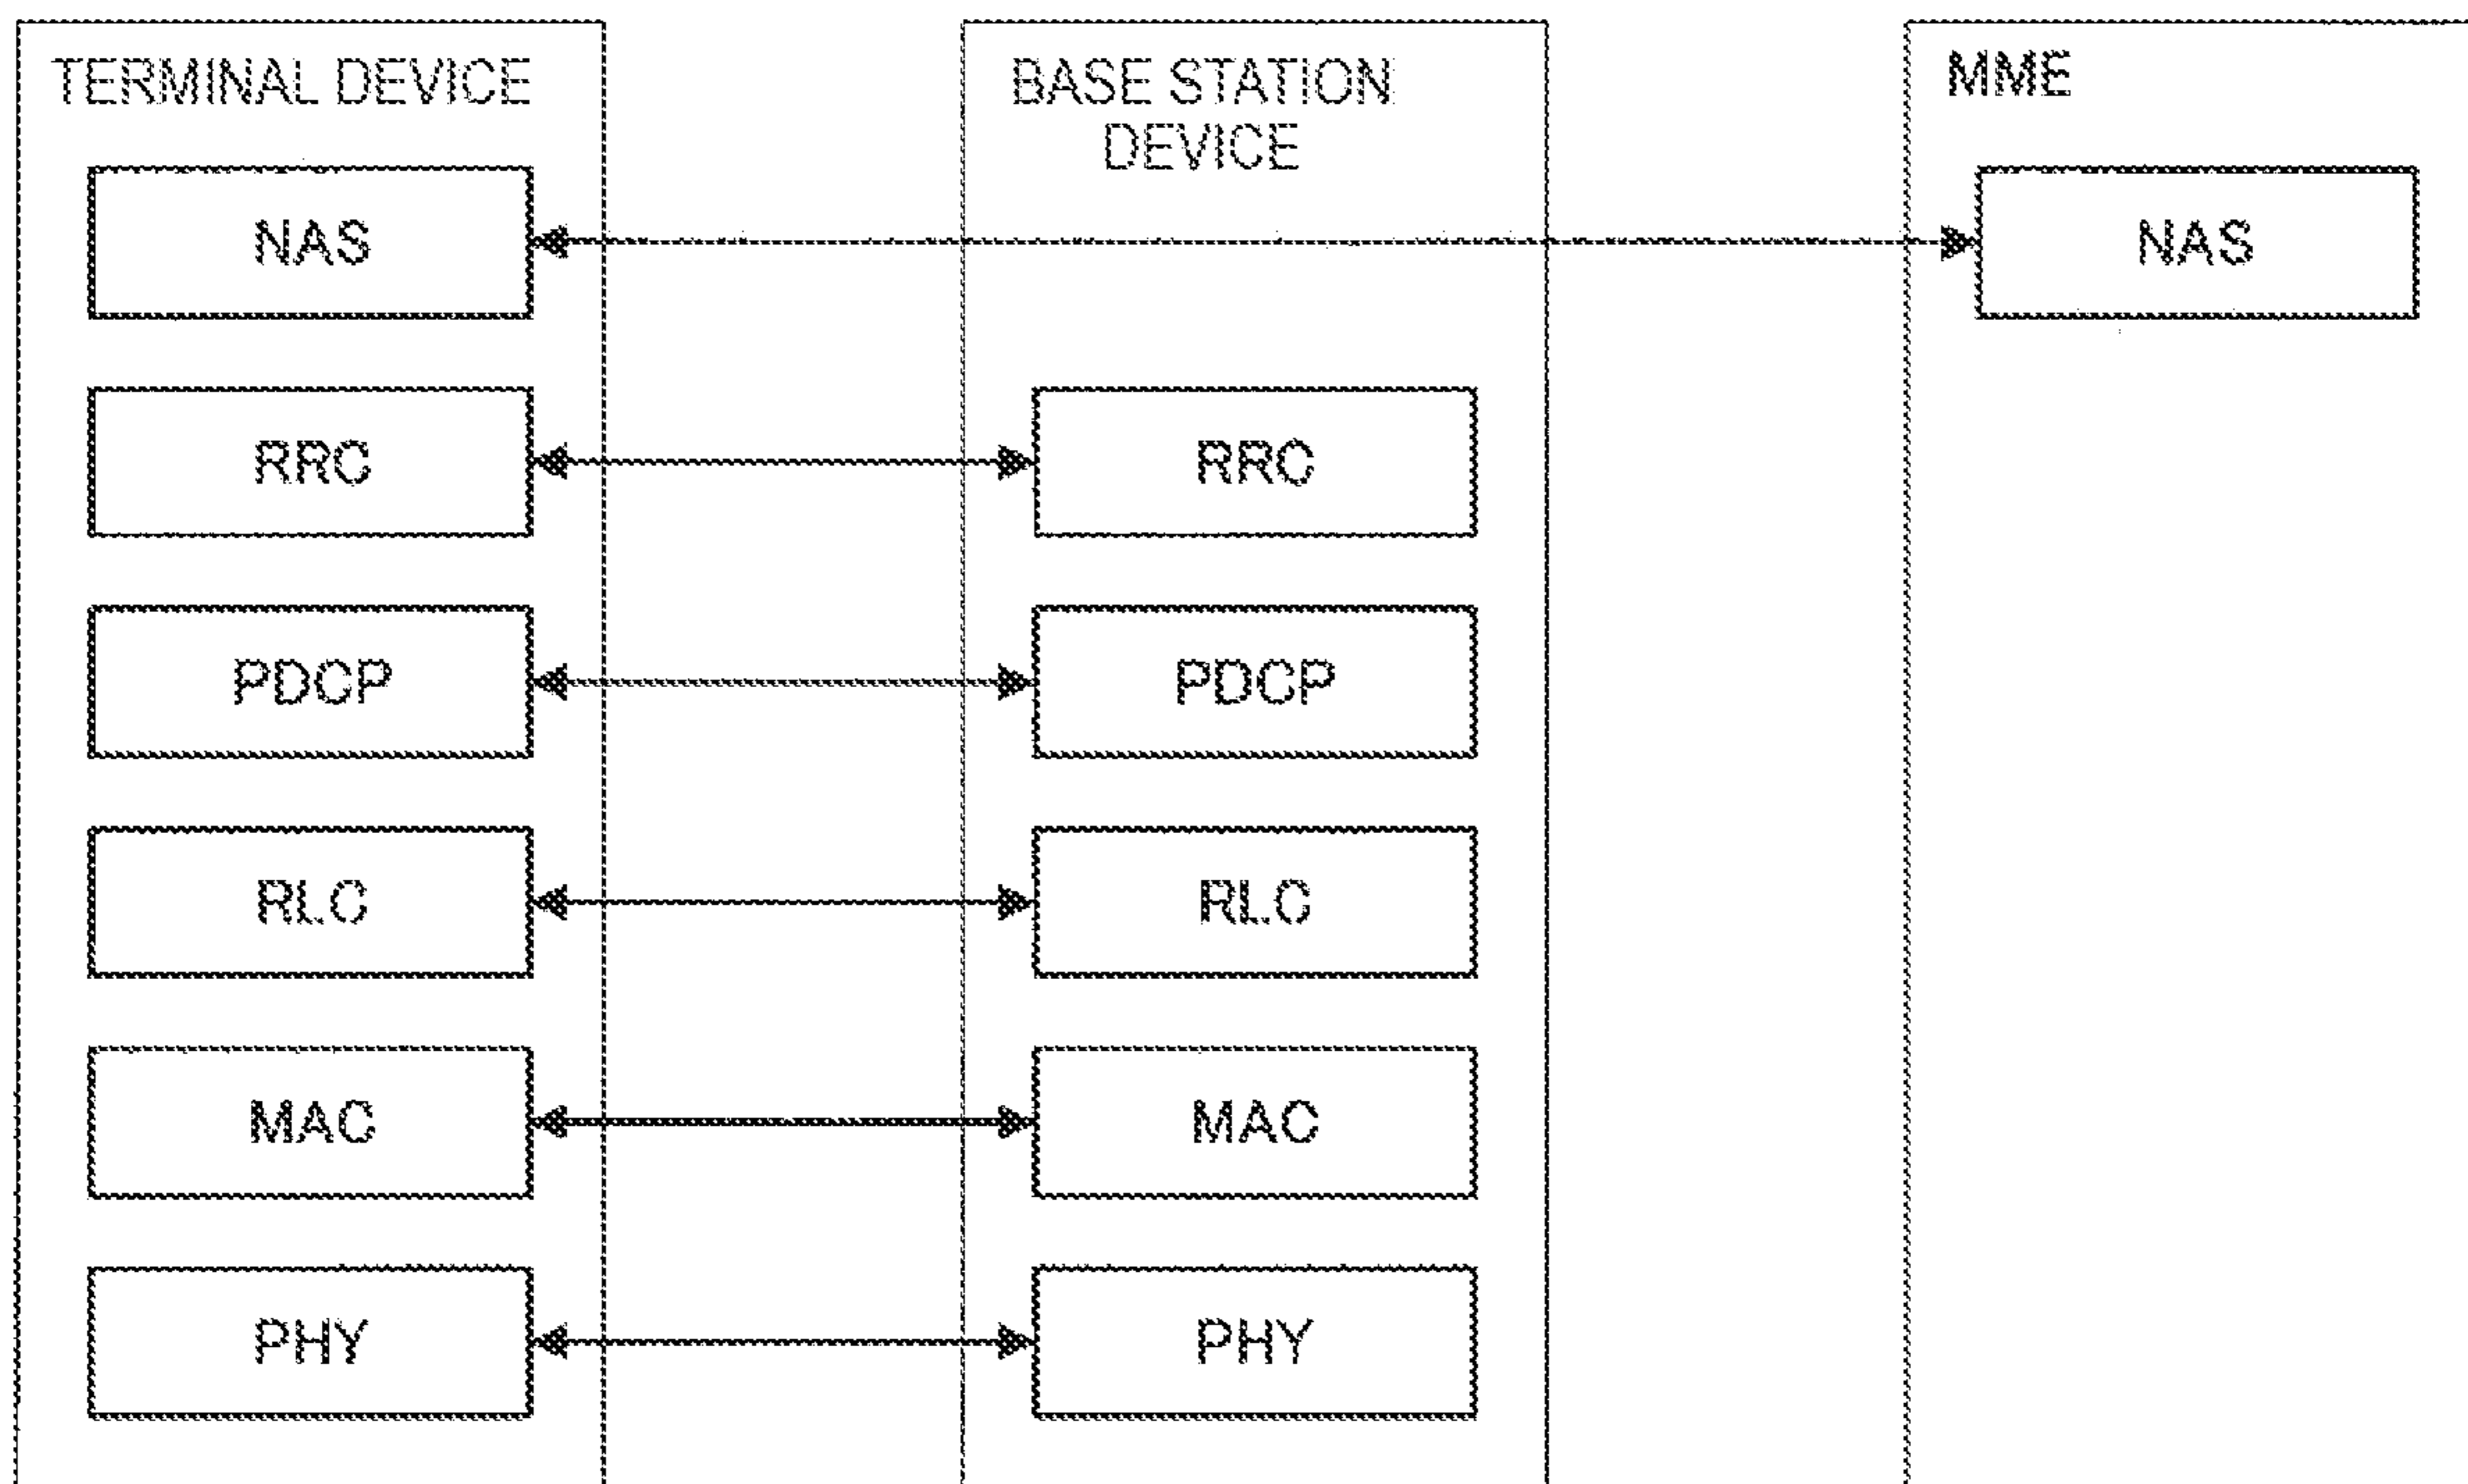 TERMINAL DEVICE
BASE STATION
DEVICE
MME
NAS
NAS
RRC
RRC
PDCP
PDCP
RLC
RLC
MAC
MAC
PHY
PHY